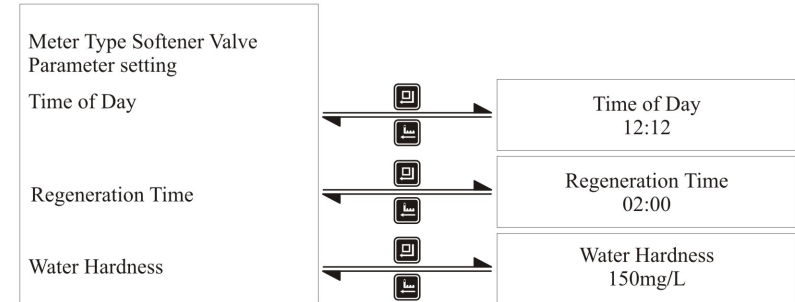 Meter Type Softener Valve
Parameter setting
Time of Day
Time of Day
12:12
Regeneration Time
Regeneration Time
02:00
Water Hardness
Water Hardness
150mg/L